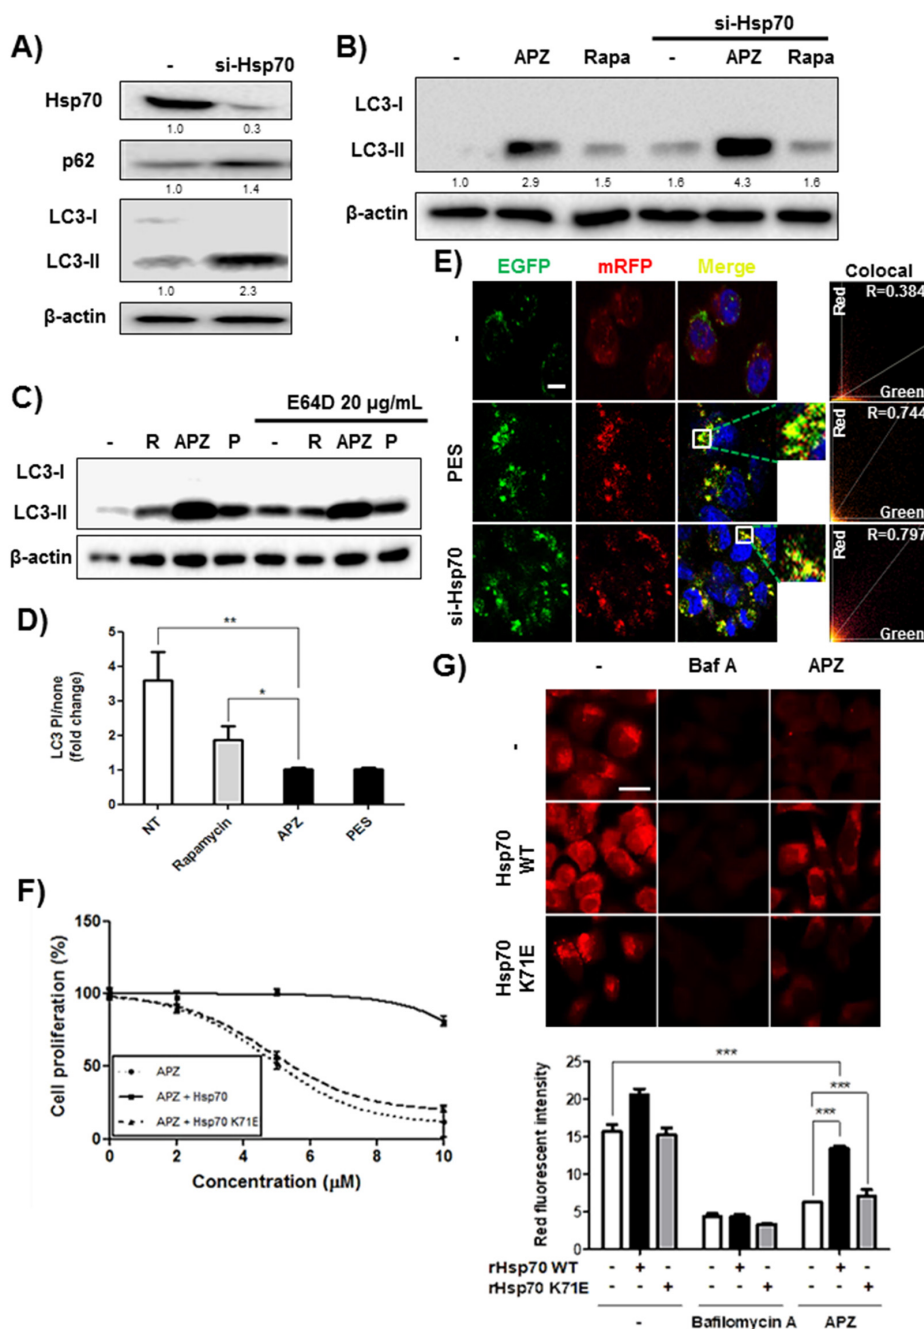 A)
- si-Hsp70
Hsp70
1.0 0.3
p62
1.0 1.4
LC3-I
LC3-II
1.0 2.3
β-actin
B)
si-Hsp70
- APZ Rapa - APZ Rapa
LC3-I
LC3-II
1.0 2.9 1.5 1.6 4.3 1.6
β-actin
C)
E64D 20 µg/mL
- R APZ P - R APZ P
LC3-I
LC3-II
β-actin
D)
** 
*
LC3 PI/none
(fold change)
5
4
3
2
1
0
NT Rapamycin APZ PES
E)
EGFP mRFP Merge Colocal
-
Red R=0.384
Green
PES
Red R=0.744
Green
si-Hsp70
Red R=0.797
Green
F)
Cell proliferation (%)
150
100
50
0
APZ
APZ + Hsp70
APZ + Hsp70 K71E
0 2 4 6 8 10
Concentration (µM)
G)
- Baf A APZ
-
Hsp70
WT
Hsp70
K71E
Red fluorescent intensity
25
20
15
10
5
0
***
***
***
rHsp70 WT - + - - + - - + -
rHsp70 K71E - - + - - + - - +
- Bafilomycin A APZ